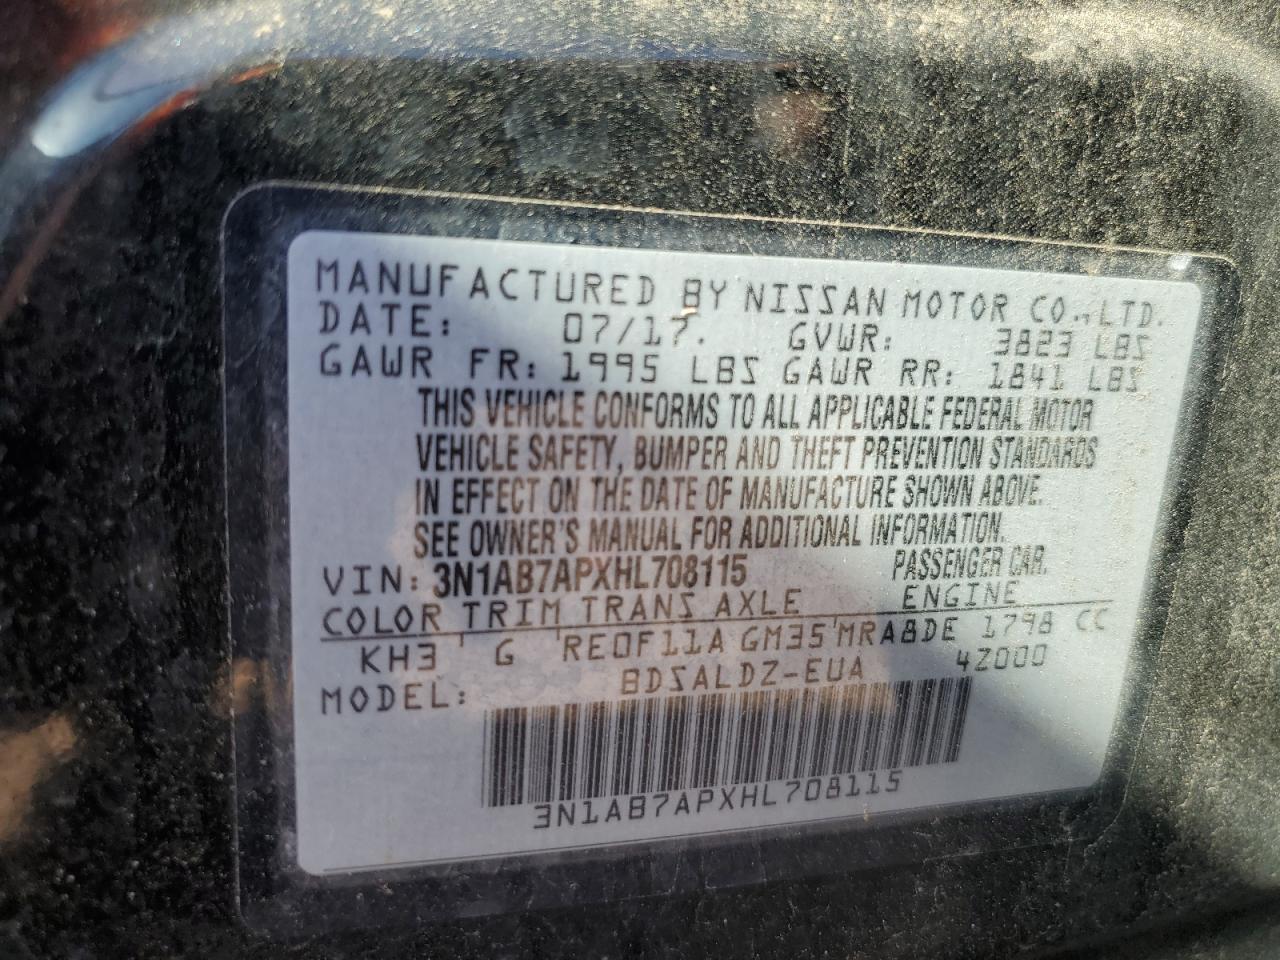 MANUFACTURED BY NISSAN MOTOR CO., LTD.
DATE: 07/17. GVWR: 3823 LBS
GAWR FR: 1995 LBS GAWR RR: 1841 LBS
THIS VEHICLE CONFORMS TO ALL APPLICABLE FEDERAL MOTOR
VEHICLE SAFETY, BUMPER AND THEFT PREVENTION STANDARDS
IN EFFECT ON THE DATE OF MANUFACTURE SHOWN ABOVE.
SEE OWNER'S MANUAL FOR ADDITIONAL INFORMATION.
VIN: 3N1AB7APXHL708115 PASSENGER CAR.
COLOR TRIM TRANS AXLE ENGINE
KH3 G RE0F11A GM35 MRA8DE 1798 CC
MODEL: BDSALDZ-EUA 4Z000
3N1AB7APXHL708115